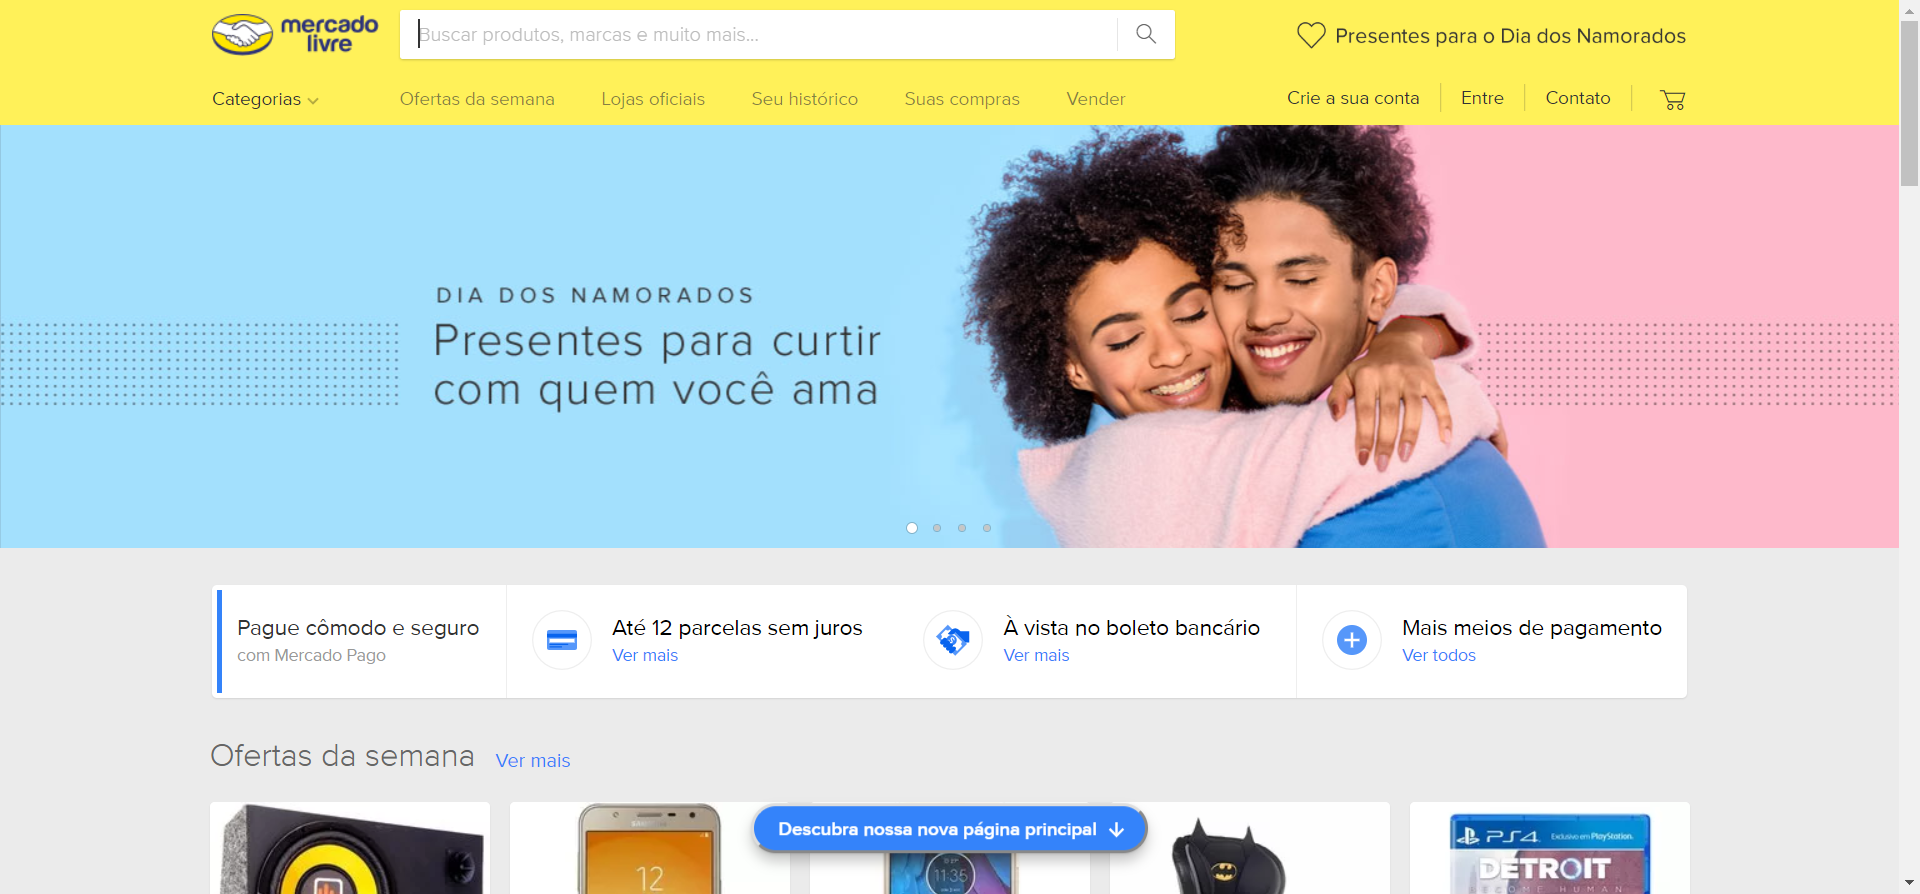 mercado
livre
Buscar produtos, marcas e muito mais...
Presentes para o Dia dos Namorados
Categorias
Ofertas da semana
Lojas oficiais
Seu histórico
Suas compras
Vender
Crie a sua conta
Entre
Contato
DIA DOS NAMORADOS
Presentes para curtir
com quem você ama
Pague cômodo e seguro
com Mercado Pago
Até 12 parcelas sem juros
Ver mais
À vista no boleto bancário
Ver mais
Mais meios de pagamento
Ver todos
Ofertas da semana
Ver mais
Descubra nossa nova página principal
SAMSUNG
12
11:35
PS4
Exclusivo em PlayStation.
DETROIT
BECOME HUMAN